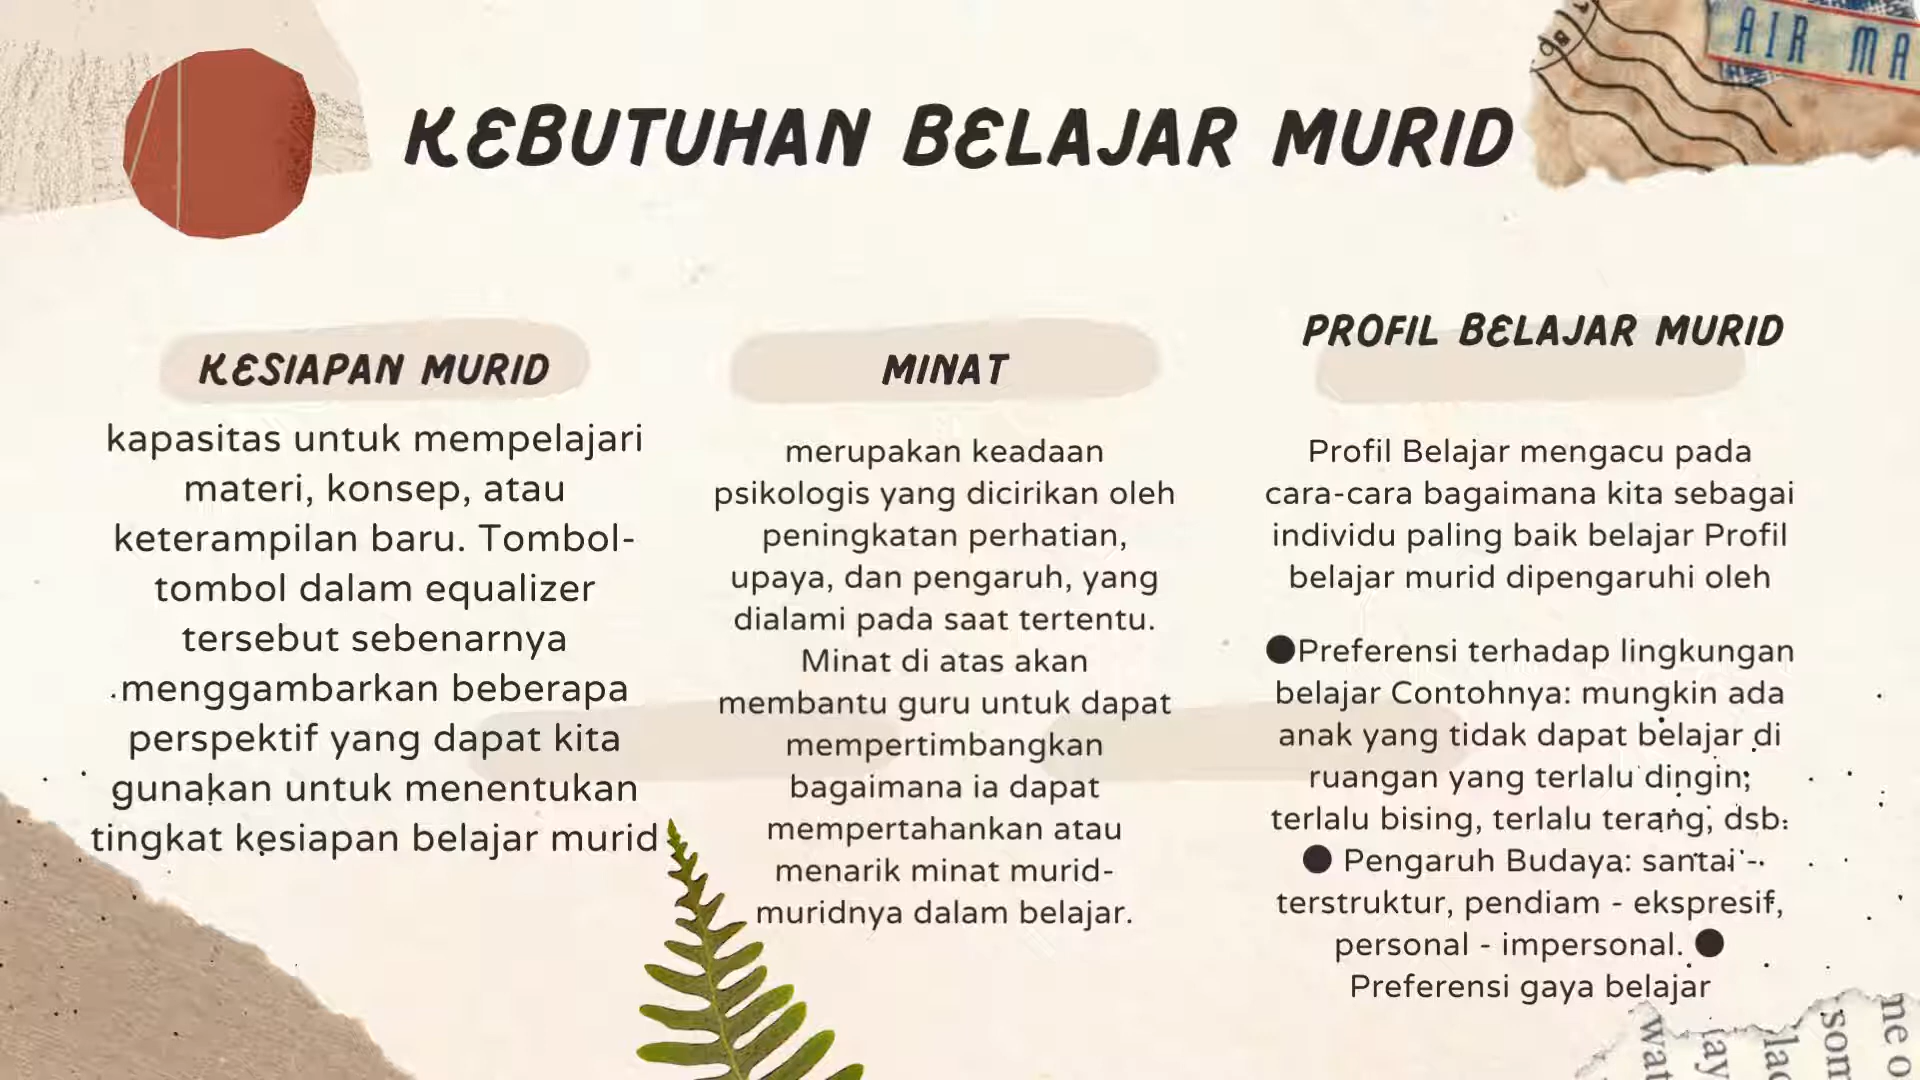 AIR MA
KEBUTUHAN BELAJAR MURID
KESIAPAN MURID
kapasitas untuk mempelajari
materi, konsep, atau
keterampilan baru. Tombol-
tombol dalam equalizer
tersebut sebenarnya
menggambarkan beberapa
perspektif yang dapat kita
gunakan untuk menentukan
tingkat kesiapan belajar murid
MINAT
merupakan keadaan
psikologis yang dicirikan oleh
peningkatan perhatian,
upaya, dan pengaruh, yang
dialami pada saat tertentu.
Minat di atas akan
membantu guru untuk dapat
mempertimbangkan
bagaimana ia dapat
mempertahankan atau
menarik minat murid-
muridnya dalam belajar.
PROFIL BELAJAR MURID
Profil Belajar mengacu pada
cara-cara bagaimana kita sebagai
individu paling baik belajar Profil
belajar murid dipengaruhi oleh
●Preferensi terhadap lingkungan
belajar Contohnya: mungkin ada
anak yang tidak dapat belajar di
ruangan yang terlalu dingin,
terlalu bising, terlalu terang, dsb.
● Pengaruh Budaya: santai -
terstruktur, pendiam - ekspresif,
personal - impersonal. ●
Preferensi gaya belajar